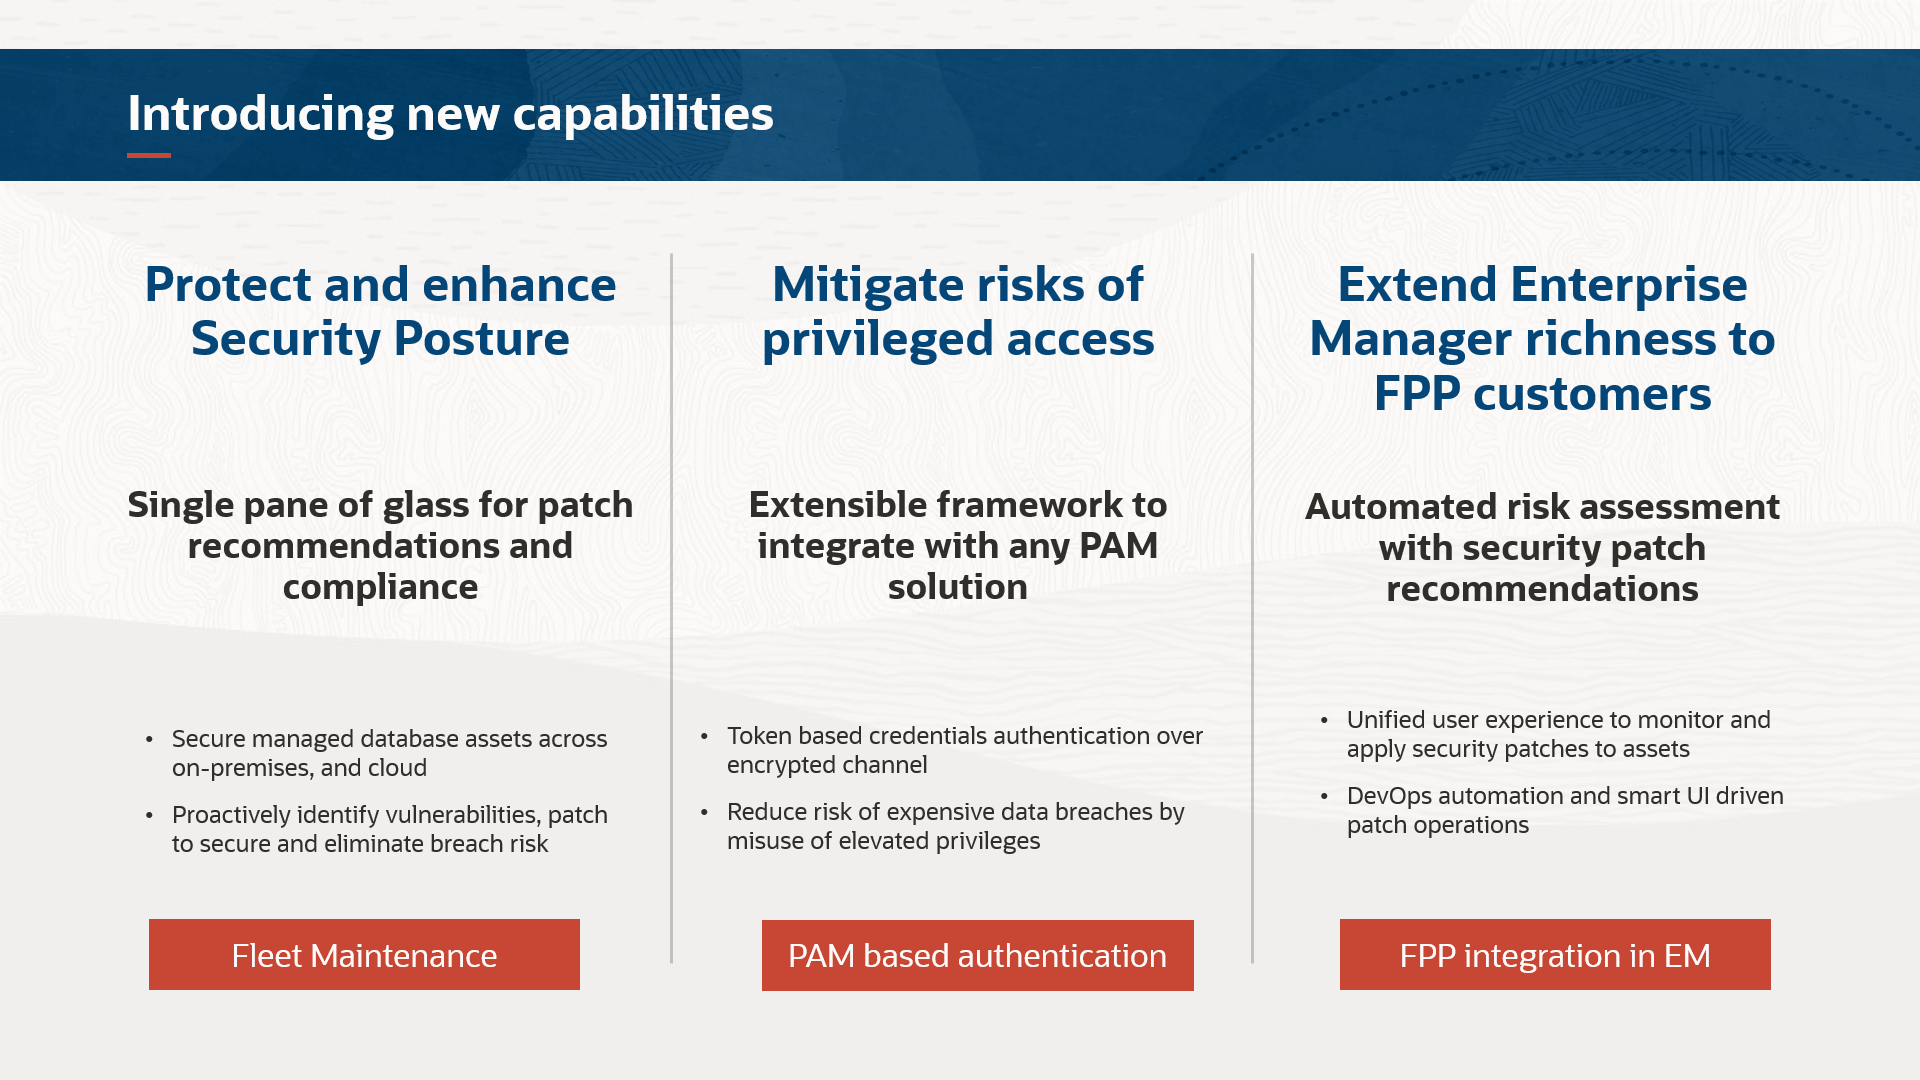 Introducing new capabilities
Protect and enhance
Security Posture
Single pane of glass for patch
recommendations and
compliance
• Secure managed database assets across
on-premises, and cloud
• Proactively identify vulnerabilities, patch
to secure and eliminate breach risk
Fleet Maintenance
Mitigate risks of
privileged access
Extensible framework to
integrate with any PAM
solution
• Token based credentials authentication over
encrypted channel
• Reduce risk of expensive data breaches by
misuse of elevated privileges
PAM based authentication
Extend Enterprise
Manager richness to
FPP customers
Automated risk assessment
with security patch
recommendations
• Unified user experience to monitor and
apply security patches to assets
• DevOps automation and smart UI driven
patch operations
FPP integration in EM